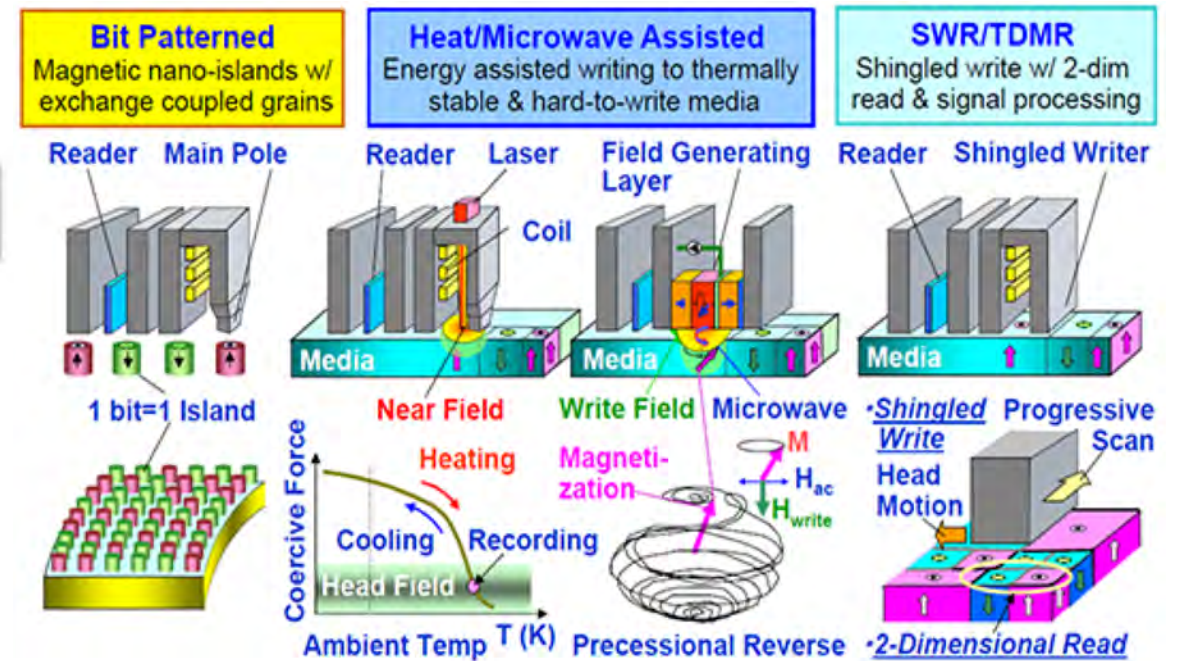 Bit Patterned
Magnetic nano-islands w/
exchange coupled grains
Heat/Microwave Assisted
Energy assisted writing to thermally
stable & hard-to-write media
SWR/TDMR
Shingled write w/ 2-dim
read & signal processing
Reader
Main Pole
1 bit=1 Island
Reader
Laser
Coil
Media
Near Field
Field Generating
Layer
Media
Write Field
Microwave
Reader
Shingled Writer
Media
Coercive Force
Heating
Cooling
Recording
Head Field
Ambient Temp
T (K)
Magneti-
zation
M
Hac
Hwrite
Precessional Reverse
•Shingled
Write
Progressive
Scan
Head
Motion
•2-Dimensional Read